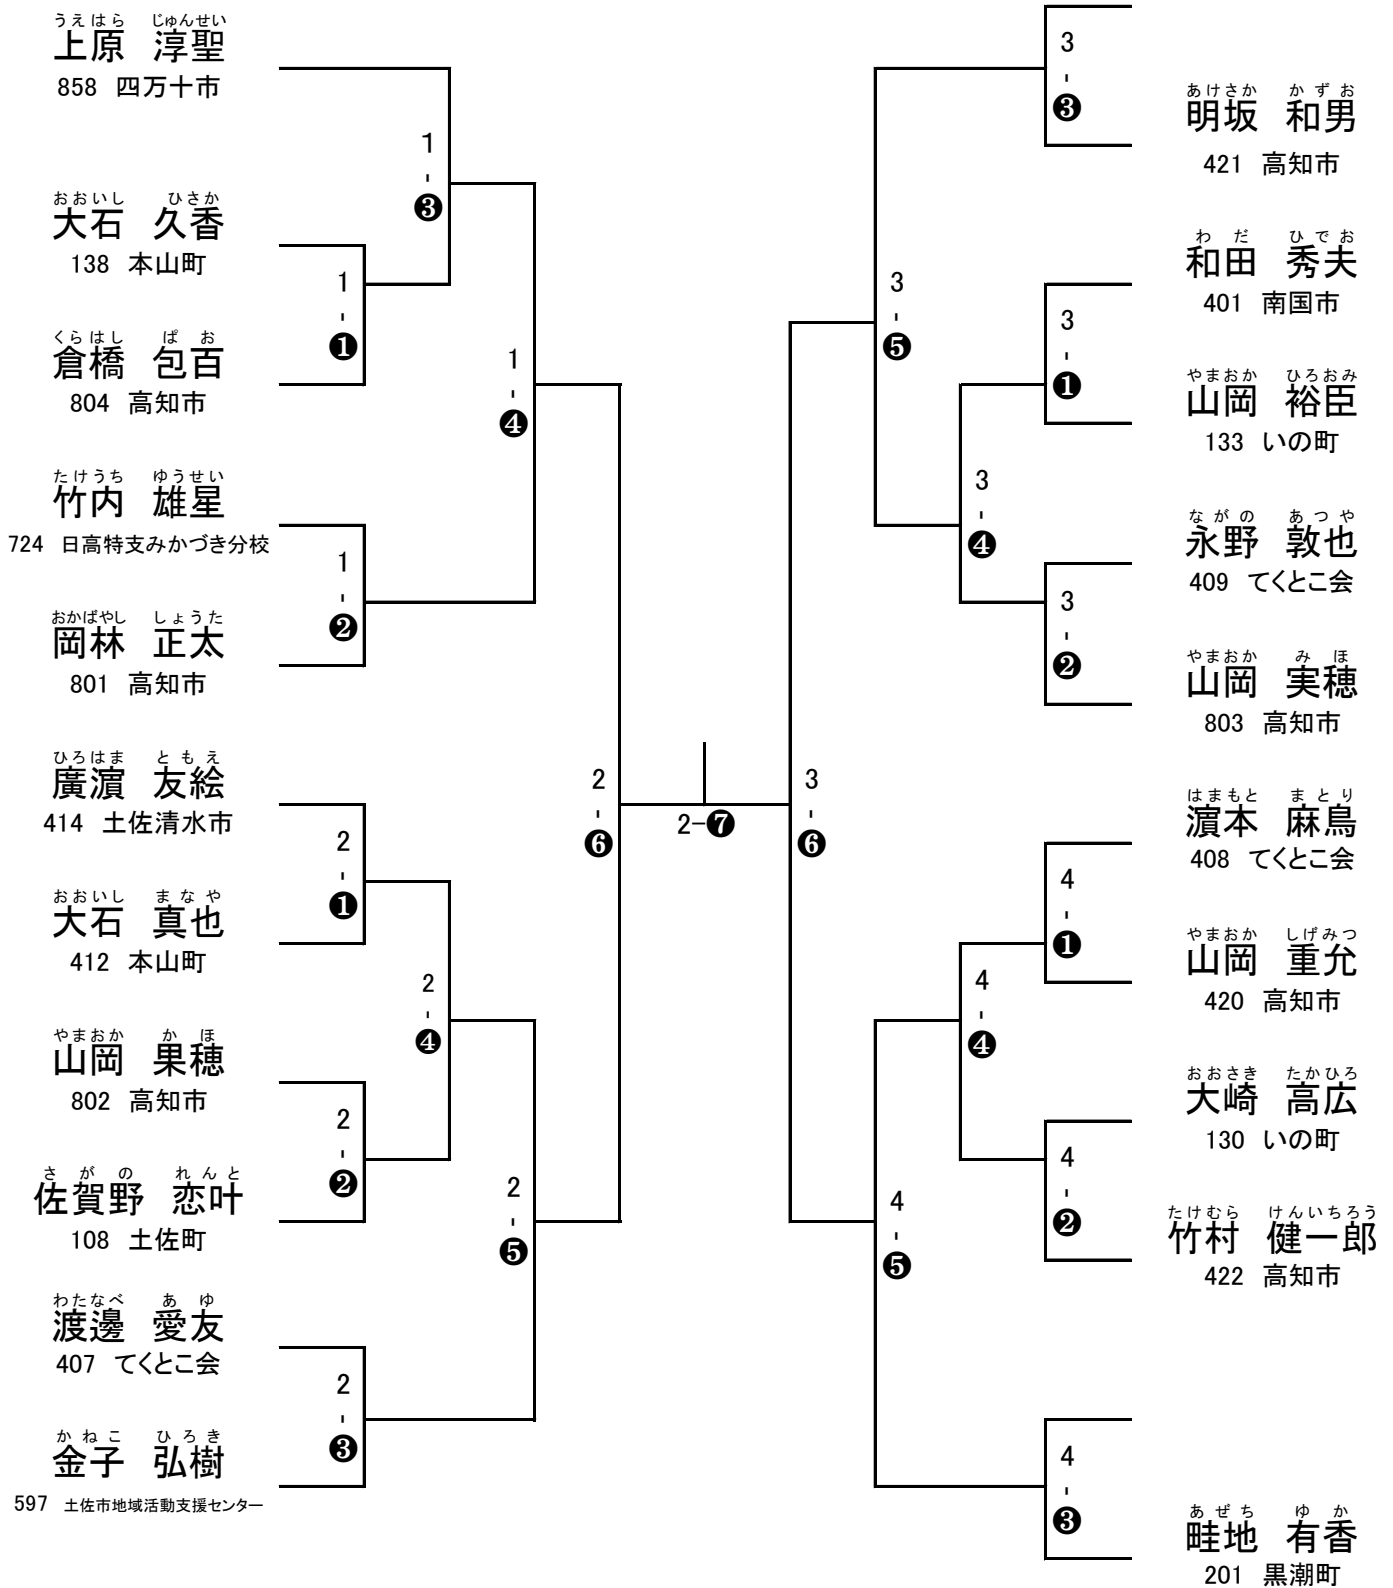 うえはら じゅんせい
上原 淳聖
858 四万十市
1
-
❸
おおいし ひさか
大石 久香
138 本山町
1
-
❶
くらはし ぱお
倉橋 包百
804 高知市
1
-
❹
たけうち ゆうせい
竹内 雄星
724 日高特支みかづき分校
1
-
❷
おかばやし しょうた
岡林 正太
801 高知市
ひろはま ともえ
廣濵 友絵
414 土佐清水市
2
-
❶
おおいし まなや
大石 真也
412 本山町
2
-
❹
やまおか かほ
山岡 果穂
802 高知市
2
-
❷
さがの れんと
佐賀野 恋叶
108 土佐町
2
-
❺
わたなべ あゆ
渡邊 愛友
407 てくとこ会
2
-
❸
かねこ ひろき
金子 弘樹
597 土佐市地域活動支援センター
2
-
❻
2-❼
3
-
❻
3
-
❸
あけさか かずお
明坂 和男
421 高知市
3
-
❺
わだ ひでお
和田 秀夫
401 南国市
3
-
❶
やまおか ひろおみ
山岡 裕臣
133 いの町
3
-
❹
ながの あつや
永野 敦也
409 てくとこ会
3
-
❷
やまおか みほ
山岡 実穂
803 高知市
はまもと まとり
濵本 麻鳥
408 てくとこ会
4
-
❶
やまおか しげみつ
山岡 重允
420 高知市
4
-
❹
おおさき たかひろ
大崎 高広
130 いの町
4
-
❷
たけむら けんいちろう
竹村 健一郎
422 高知市
4
-
❺
4
-
❸
あぜち ゆか
畦地 有香
201 黒潮町